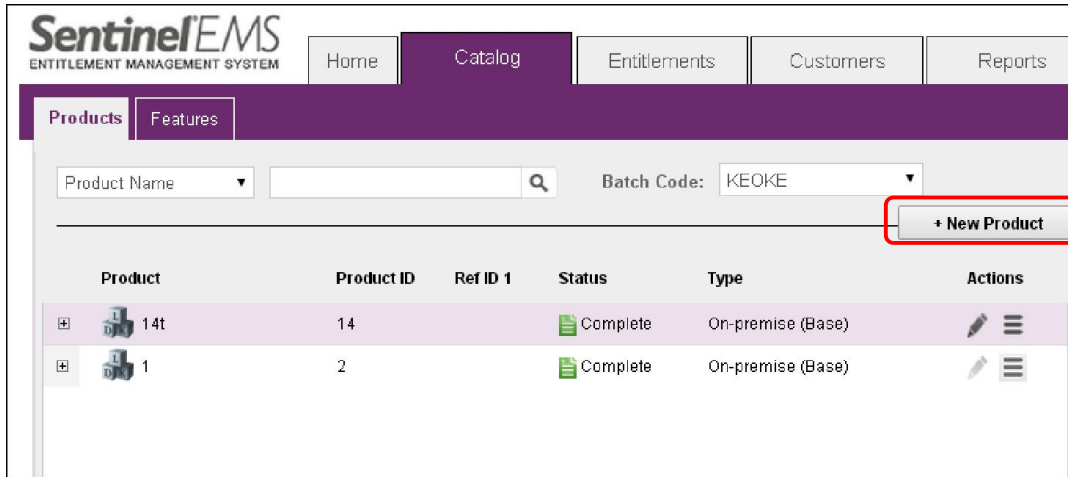 Sentinel EMS
ENTITLEMENT MANAGEMENT SYSTEM
Home Catalog Entitlements Customers Reports
Products Features
Product Name Batch Code: KEOKE
+ New Product
Product Product ID Ref ID 1 Status Type Actions
14t 14 Complete On-premise (Base)
1 2 Complete On-premise (Base)